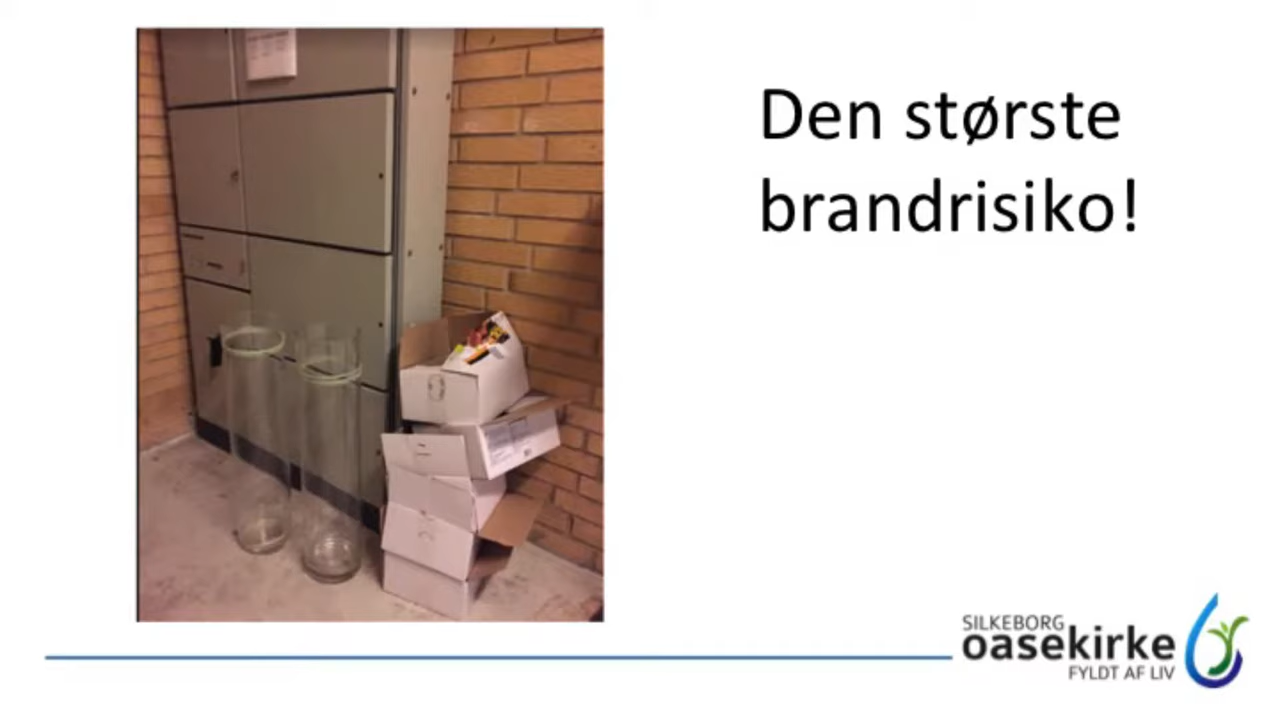 Den største
brandrisiko!
SILKEBORG
oasekirke
FYLDT AF LIV